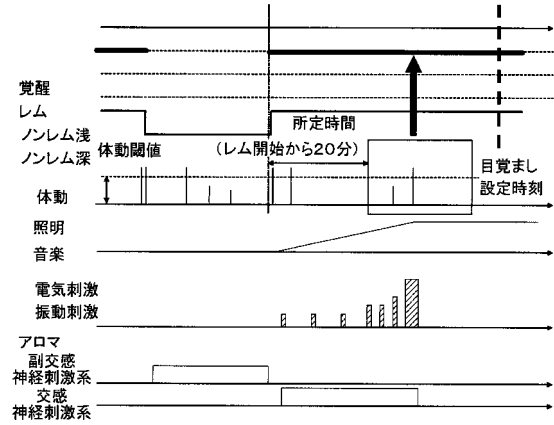 覚醒
レム
ノンレム浅
ノンレム深
体動閾値
所定時間
(レム開始から20分)
目覚まし
設定時刻
体動
照明
音楽
電気刺激
振動刺激
アロマ
副交感
神経刺激系
交感
神経刺激系